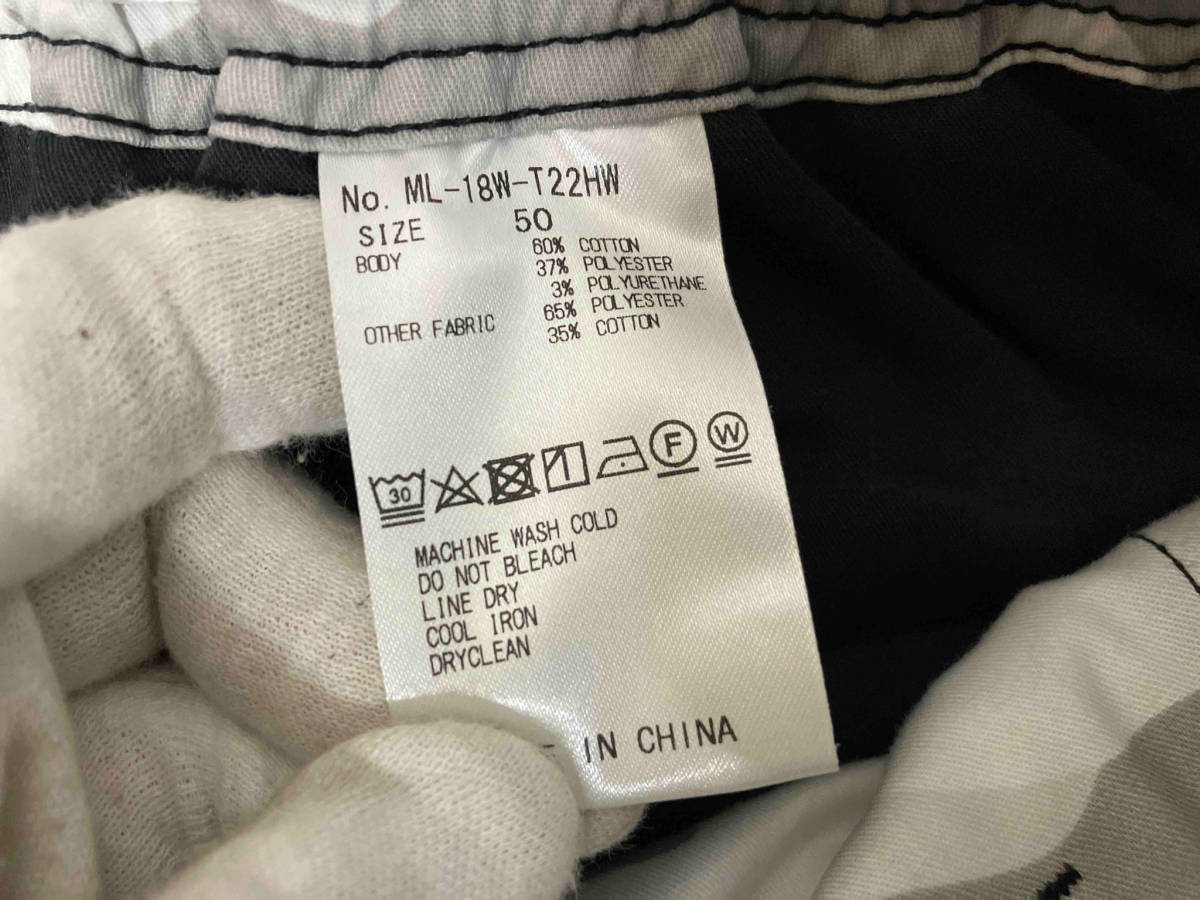 No. ML-18W-T22HW
SIZE 50
BODY 60% COTTON
37% POLYESTER
3% POLYURETHANE
65% POLYESTER
OTHER FABRIC 35% COTTON
30 F W
MACHINE WASH COLD
DO NOT BLEACH
LINE DRY
COOL IRON
DRYCLEAN
IN CHINA